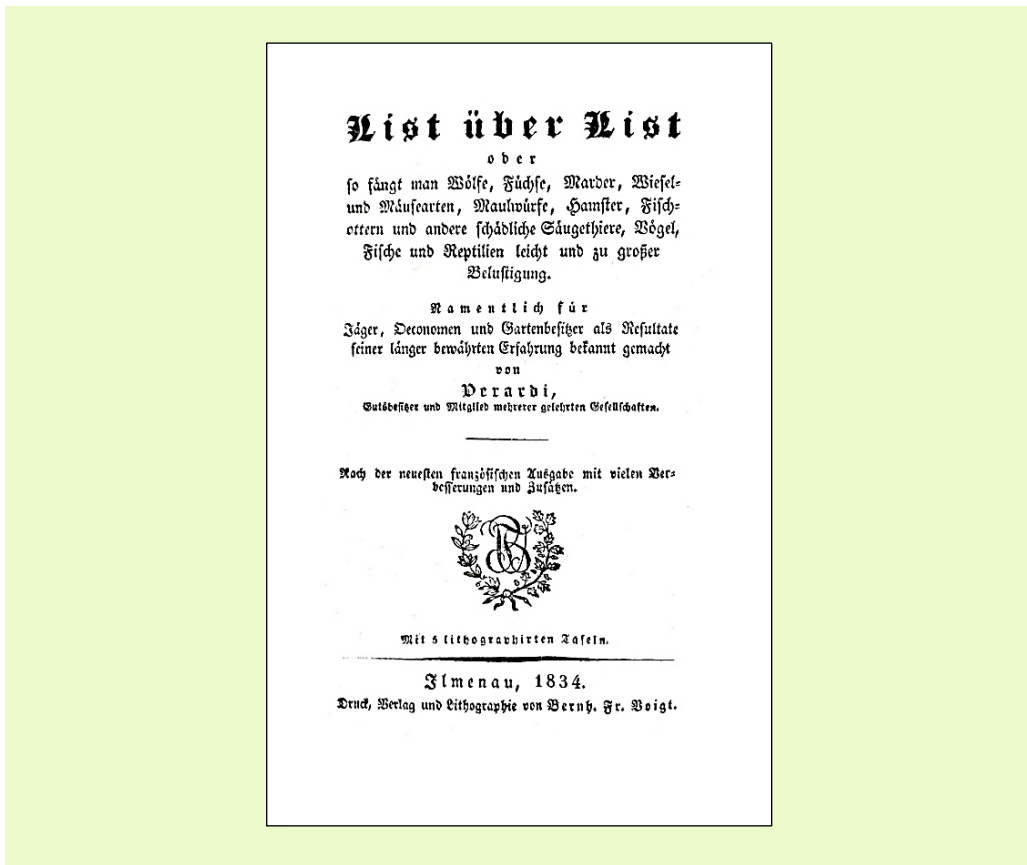 List über List
oder
so fängt man Wölfe, Füchse, Marder, Wiesel-
und Mäusearten, Maulwürfe, Hamster, Fisch-
ottern und andere schädliche Säugethiere, Vögel,
Fische und Reptilien leicht und zu großer
Belustigung.
Namentlich für
Jäger, Oeconomen und Gartenbesitzer als Resultate
seiner länger bewährten Erfahrung bekannt gemacht
von
Verardi,
Gutsbesitzer und Mitglied mehrerer gelehrten Gesellschaften.
Nach der neuesten französischen Ausgabe mit vielen Ver-
besserungen und Zusätzen.
Mit 5 lithographirten Tafeln.
Ilmenau, 1834.
Druck, Verlag und Lithographie von Bernh. Fr. Voigt.